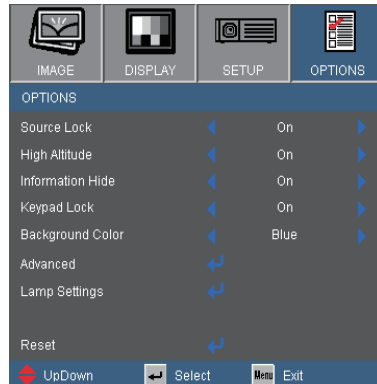 IMAGE DISPLAY SETUP OPTIONS
OPTIONS
Source Lock On
High Altitude On
Information Hide On
Keypad Lock On
Background Color Blue
Advanced
Lamp Settings
Reset
UpDown Select Menu Exit